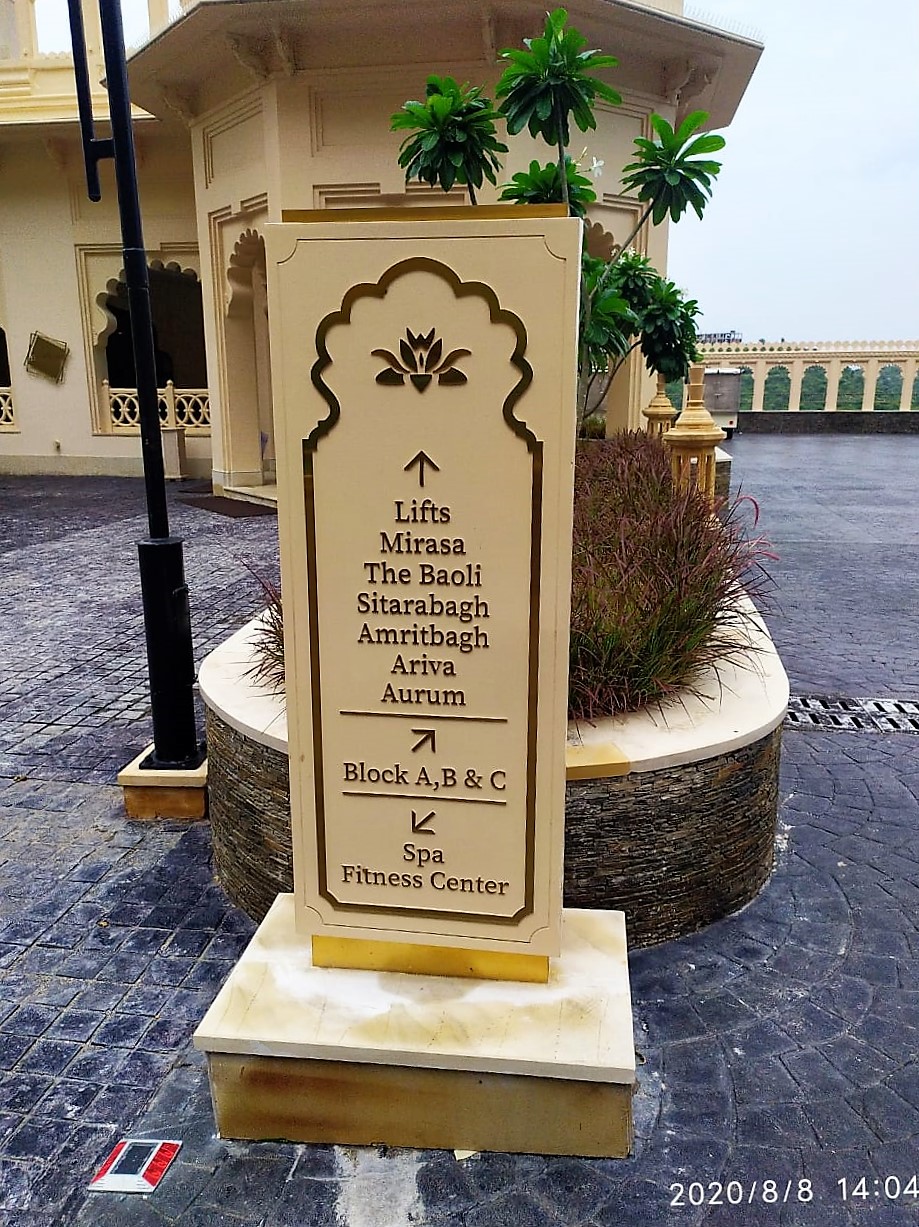 ↑
Lifts
Mirasa
The Baoli
Sitarabagh
Amritbagh
Ariva
Aurum
↗
Block A,B & C
↙
Spa
Fitness Center
2020/8/8 14:04